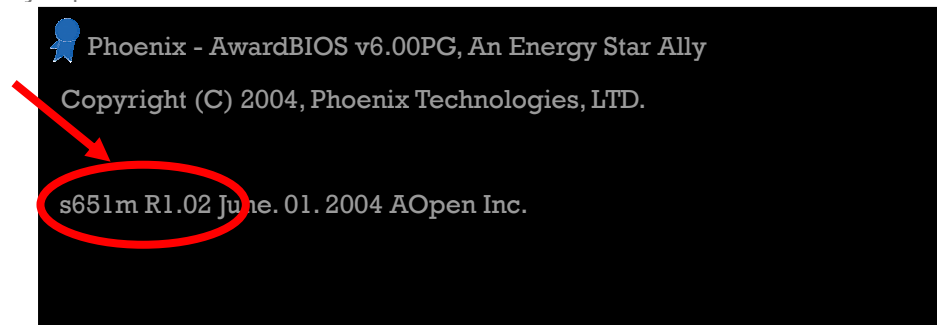 Phoenix - AwardBIOS v6.00PG, An Energy Star Ally
Copyright (C) 2004, Phoenix Technologies, LTD.
s651m R1.02 June. 01. 2004 AOpen Inc.